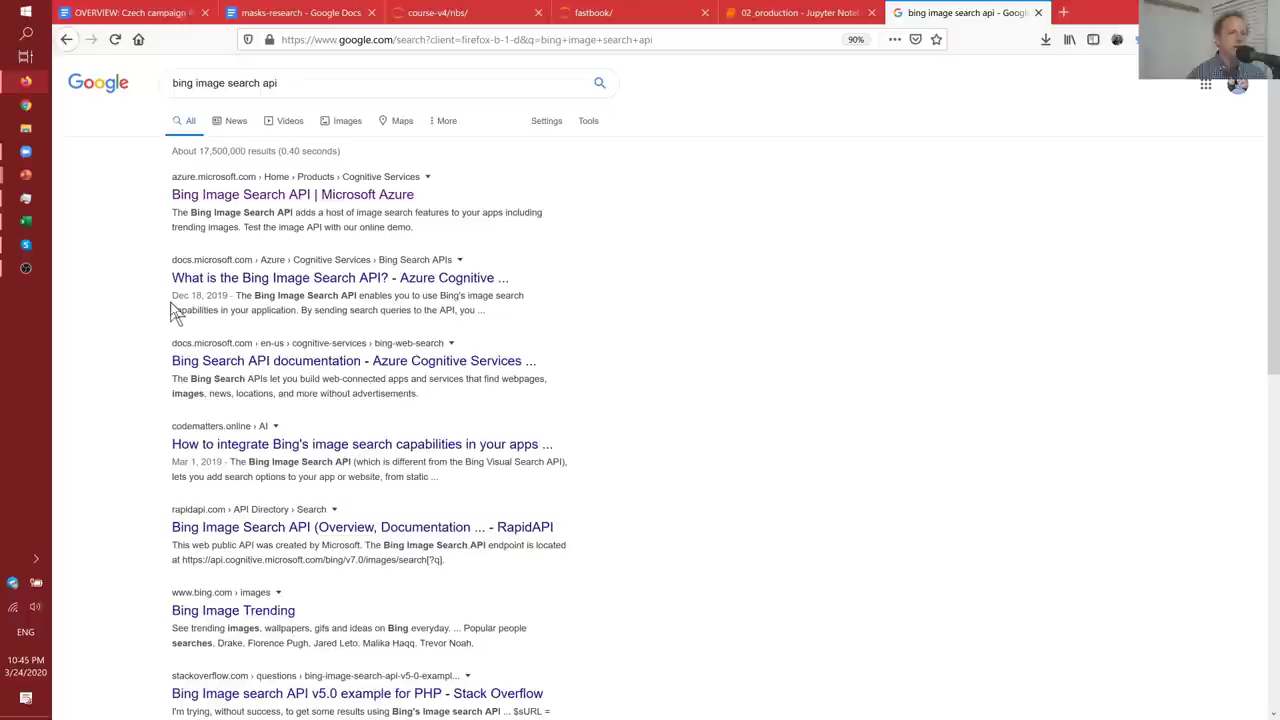 OVERVIEW-research - Google Docs
course-v4/nbs/
fastbook/
02_production - Jupyter Note
bing image search api - Googl
https://www.google.com/search?client=firefox-b-1-d&q=bing+image+search+api
90%
Google
bing image search api
All
News
Videos
Images
Maps
More
Settings
Tools
About 17,500,000 results (0.40 seconds)
azure.microsoft.com › Home › Products › Cognitive Services
Bing Image Search API | Microsoft Azure
The Bing Image Search API adds a host of image search features to your apps including
trending images. Test the image API with our online demo.
docs.microsoft.com › Azure › Cognitive Services › Bing Search APIs
What is the Bing Image Search API? - Azure Cognitive ...
Dec 18, 2019 - The Bing Image Search API enables you to use Bing's image search
capabilities in your application. By sending search queries to the API, you ...
docs.microsoft.com › en-us › cognitive-services › bing-web-search
Bing Search API documentation - Azure Cognitive Services ...
The Bing Search APIs let you build web-connected apps and services that find webpages,
images, news, locations, and more without advertisements.
codematters.online › AI
How to integrate Bing's image search capabilities in your apps ...
Mar 1, 2019 - The Bing Image Search API (which is different from the Bing Visual Search API),
lets you add search options to your app or website, from static ...
rapidapi.com › API Directory › Search
Bing Image Search API (Overview, Documentation ... - RapidAPI
This web public API was created by Microsoft. The Bing Image Search API endpoint is located
at https://api.cognitive.microsoft.com/bing/v7.0/images/search[?q].
www.bing.com › images
Bing Image Trending
See trending images, wallpapers, gifs and ideas on Bing everyday. ... Popular people
searches. Drake. Florence Pugh. Jared Leto. Malika Haqq. Trevor Noah.
stackoverflow.com › questions › bing-image-search-api-v5-0-exampl...
Bing Image search API v5.0 example for PHP - Stack Overflow
I'm trying, without success, to get some results using Bing's Image search API ... $sURL =
ENG
10:45 PM
3/24/2020